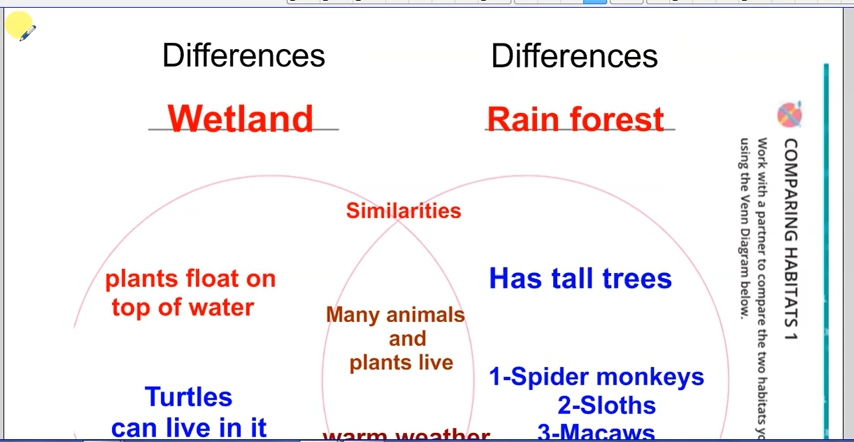 Differences
Differences
Wetland
Rain forest
Similarities
plants float on
top of water
Has tall trees
Many animals
and
plants live
1-Spider monkeys
2-Sloths
3-Macaws
Turtles
can live in it
warm weather
COMPARING HABITATS 1
Work with a partner to compare the two habitats
using the Venn Diagram below.